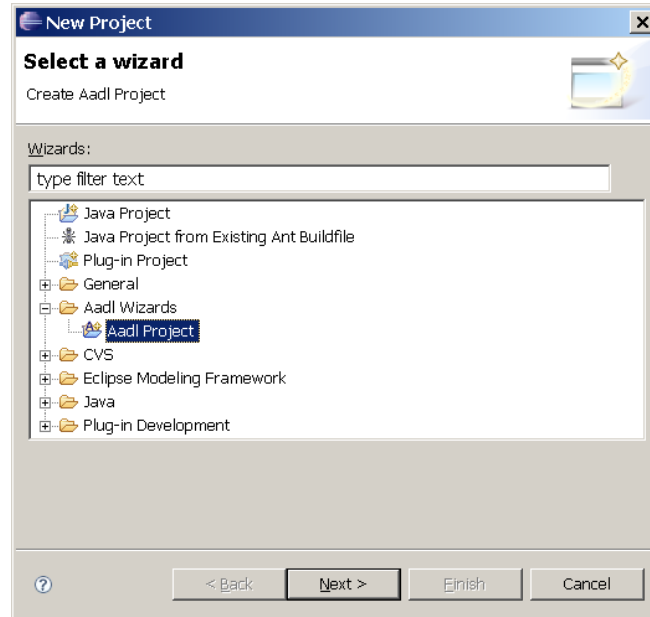 New Project
Select a wizard
Create Aadl Project
Wizards:
type filter text
Java Project
Java Project from Existing Ant Buildfile
Plug-in Project
General
Aadl Wizards
Aadl Project
CVS
Eclipse Modeling Framework
Java
Plug-in Development
< Back Next > Finish Cancel